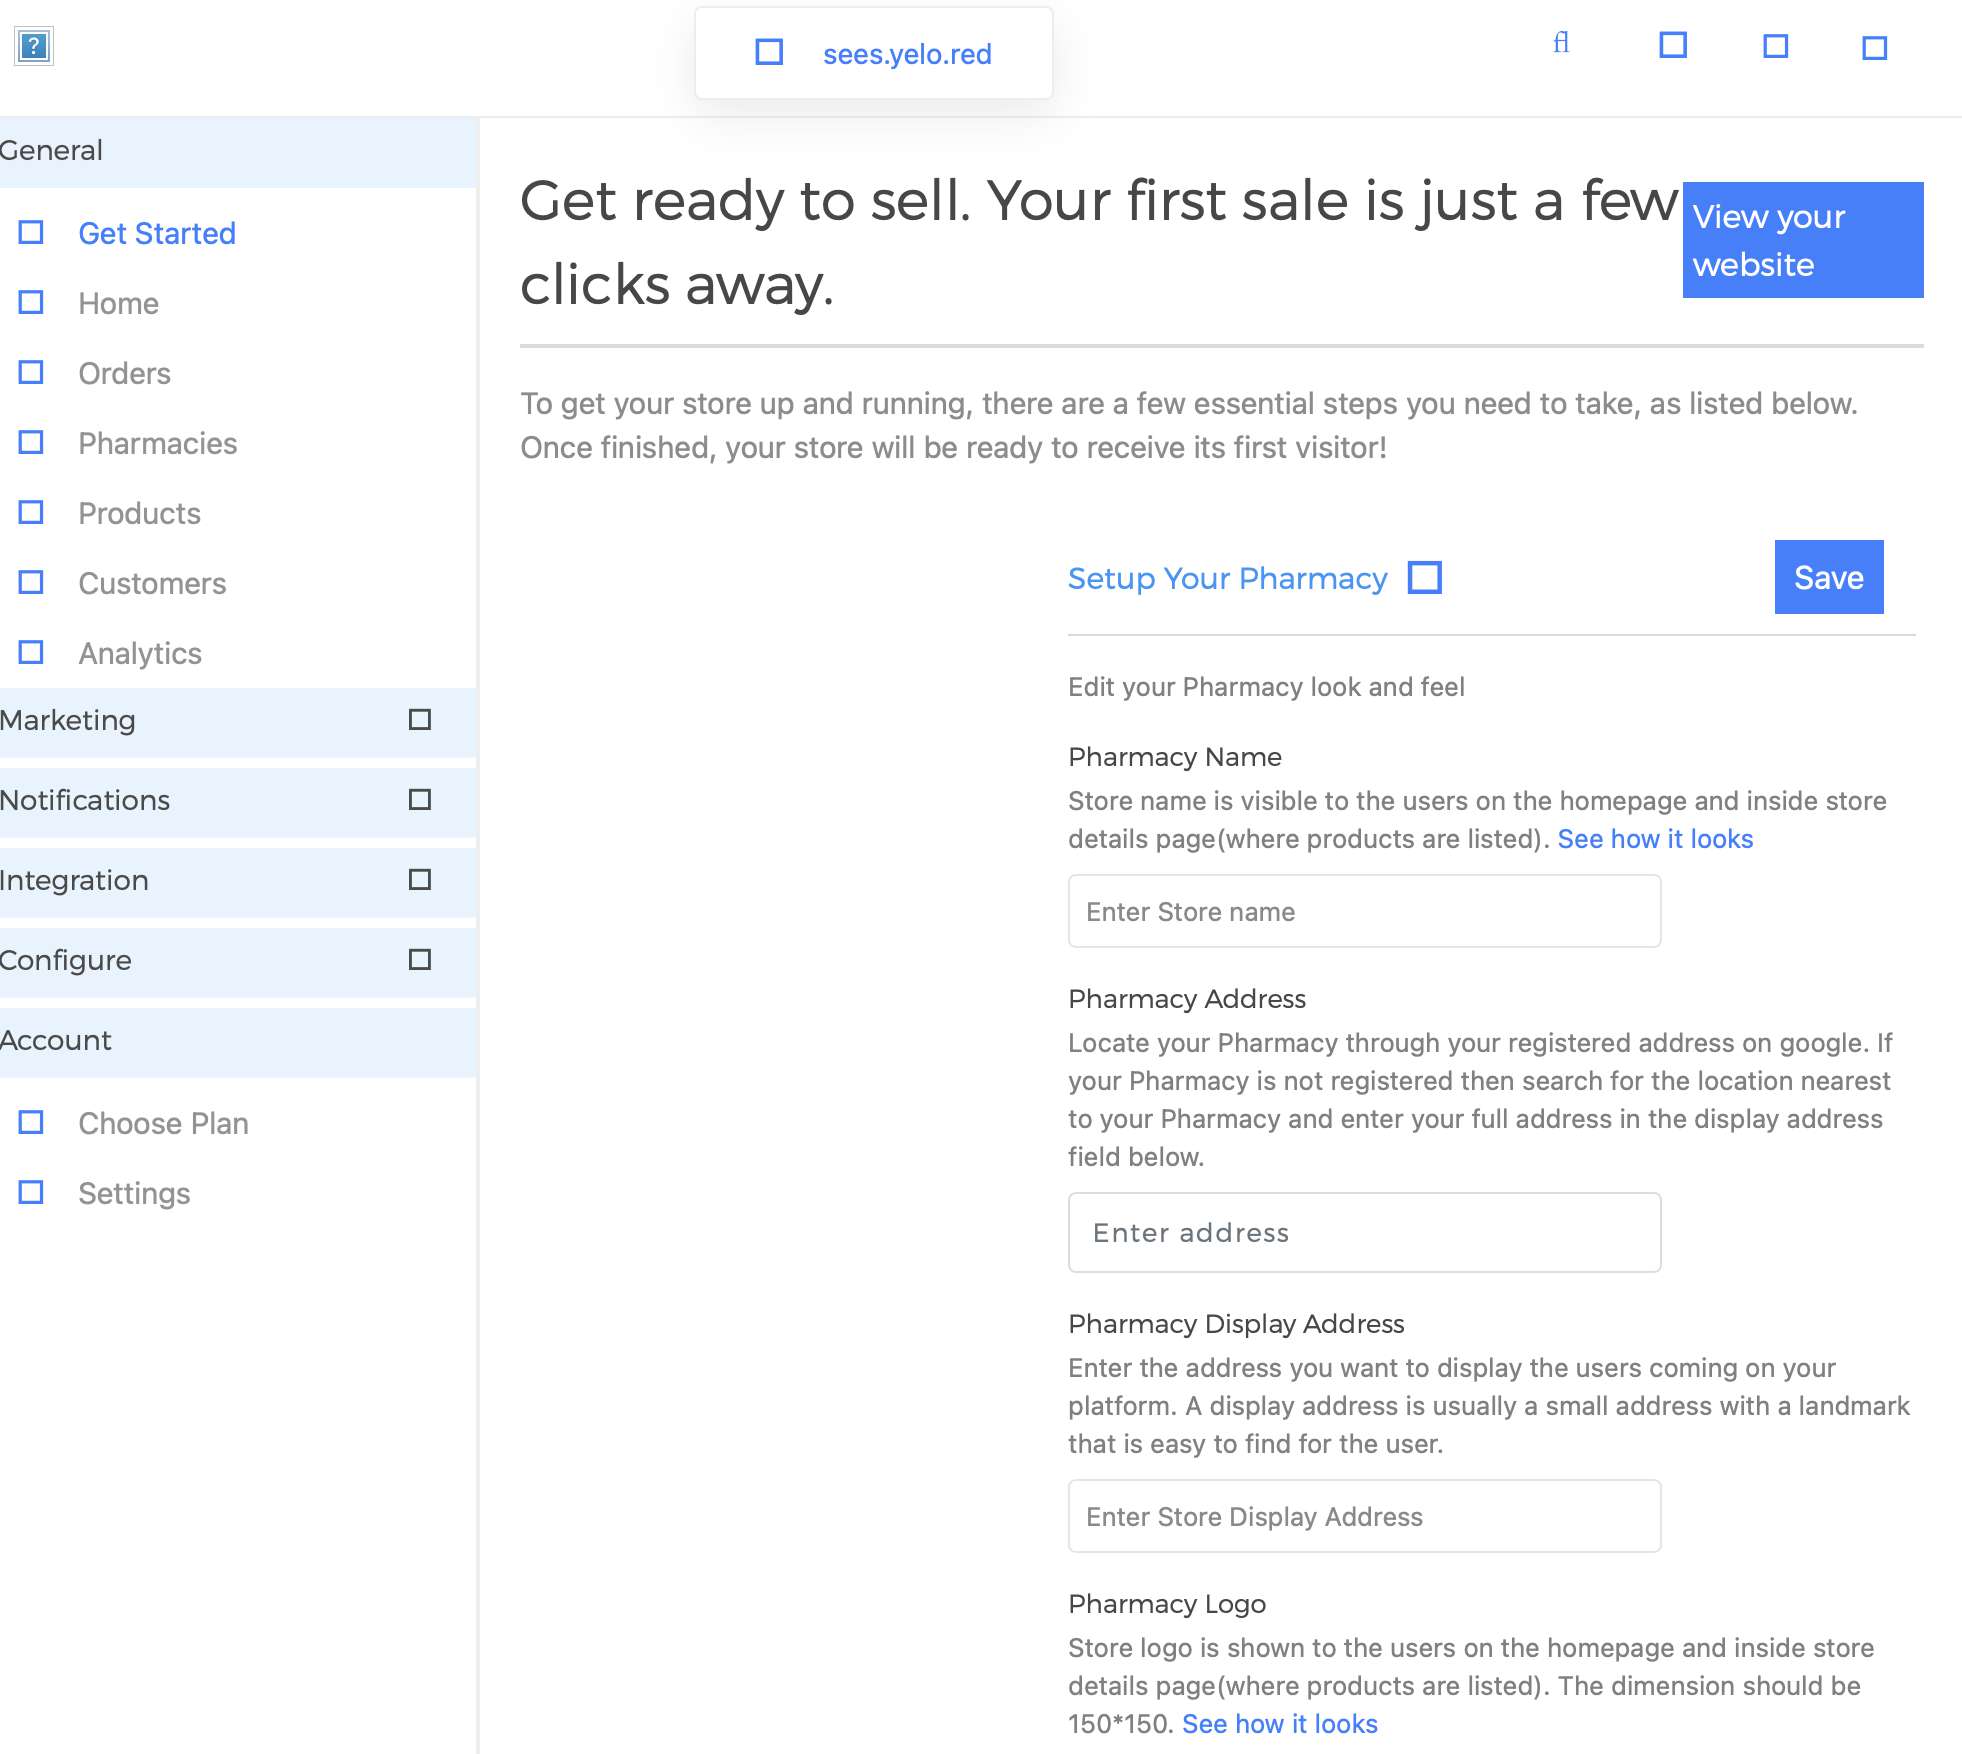 sees.yelo.red
General
Get Started
Home
Orders
Pharmacies
Products
Customers
Analytics
Marketing
Notifications
Integration
Configure
Account
Choose Plan
Settings
Get ready to sell. Your first sale is just a few
clicks away.
View your
website
To get your store up and running, there are a few essential steps you need to take, as listed below.
Once finished, your store will be ready to receive its first visitor!
Setup Your Pharmacy
Save
Edit your Pharmacy look and feel
Pharmacy Name
Store name is visible to the users on the homepage and inside store
details page(where products are listed). See how it looks
Enter Store name
Pharmacy Address
Locate your Pharmacy through your registered address on google. If
your Pharmacy is not registered then search for the location nearest
to your Pharmacy and enter your full address in the display address
field below.
Enter address
Pharmacy Display Address
Enter the address you want to display the users coming on your
platform. A display address is usually a small address with a landmark
that is easy to find for the user.
Enter Store Display Address
Pharmacy Logo
Store logo is shown to the users on the homepage and inside store
details page(where products are listed). The dimension should be
150*150. See how it looks